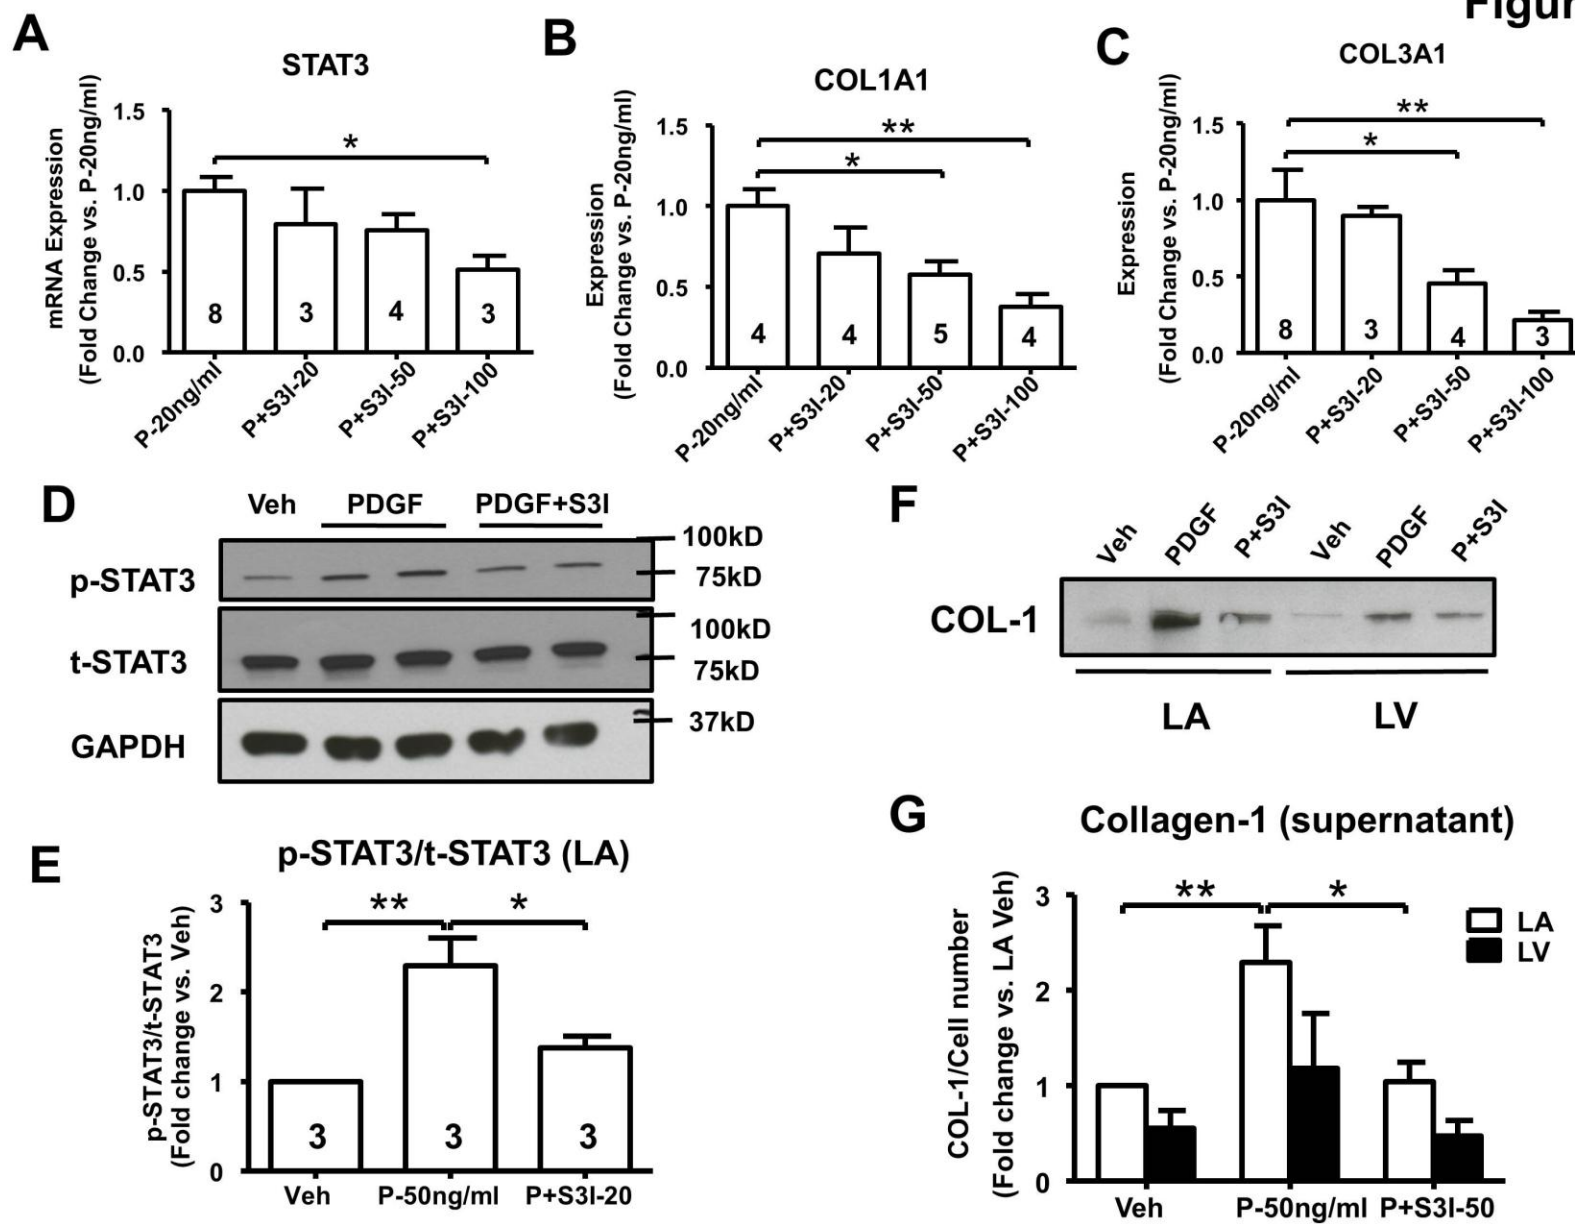 Figur
A
STAT3
mRNA Expression
(Fold Change vs. P-20ng/ml)
1.5
1.0
0.5
0.0
*
8
3
4
3
P-20ng/ml
P+S3I-20
P+S3I-50
P+S3I-100
B
COL1A1
Expression
(Fold Change vs. P-20ng/ml)
1.5
1.0
0.5
0.0
**
*
4
4
5
4
P-20ng/ml
P+S3I-20
P+S3I-50
P+S3I-100
C
COL3A1
Expression
(Fold Change vs. P-20ng/ml)
1.5
1.0
0.5
0.0
**
*
8
3
4
3
P-20ng/ml
P+S3I-20
P+S3I-50
P+S3I-100
D
Veh PDGF PDGF+S3I
p-STAT3
100kD
75kD
t-STAT3
100kD
75kD
GAPDH
37kD
F
Veh PDGF P+S3I Veh PDGF P+S3I
COL-1
LA LV
E
p-STAT3/t-STAT3 (LA)
p-STAT3/t-STAT3
(Fold change vs. Veh)
3
2
1
0
** *
3
3
3
Veh P-50ng/ml P+S3I-20
G
Collagen-1 (supernatant)
COL-1/Cell number
(Fold change vs. LA Veh)
3
2
1
0
** *
LA
LV
Veh P-50ng/ml P+S3I-50